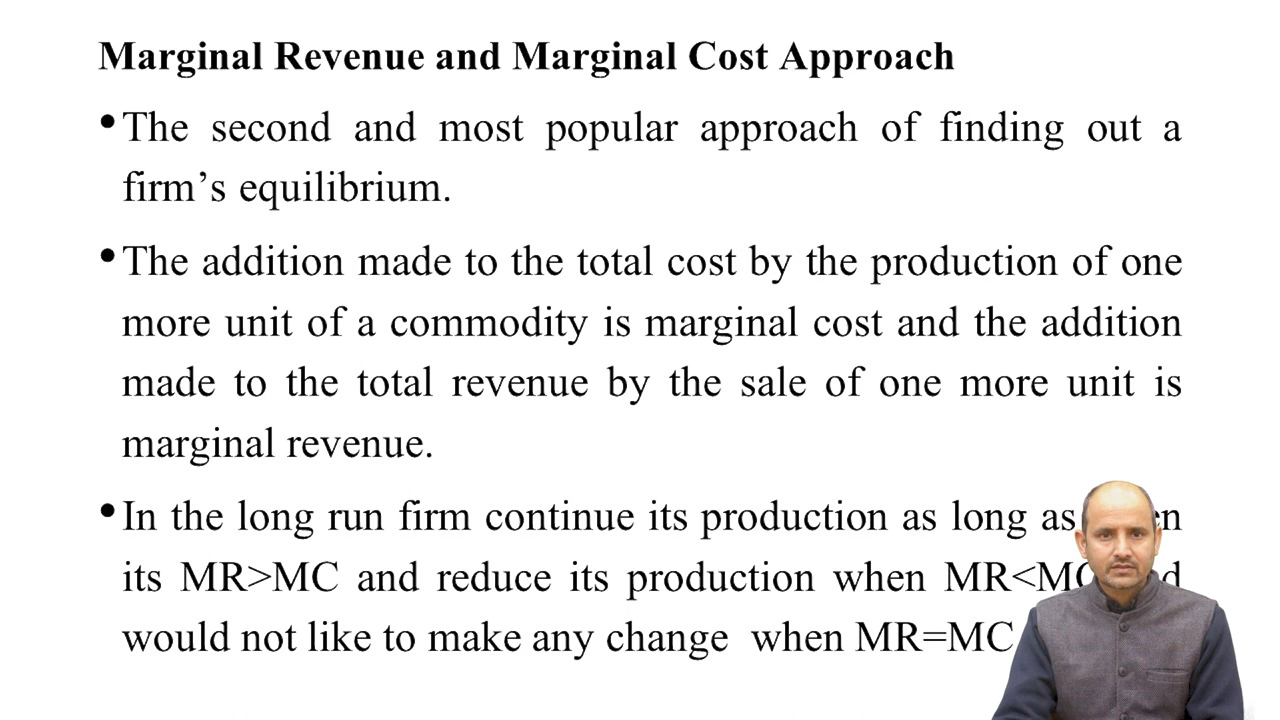 Marginal Revenue and Marginal Cost Approach
•The second and most popular approach of finding out a
firm’s equilibrium.
•The addition made to the total cost by the production of one
more unit of a commodity is marginal cost and the addition
made to the total revenue by the sale of one more unit is
marginal revenue.
•In the long run firm continue its production as long as
its MR>MC and reduce its production when MR<MC
would not like to make any change when MR=MC